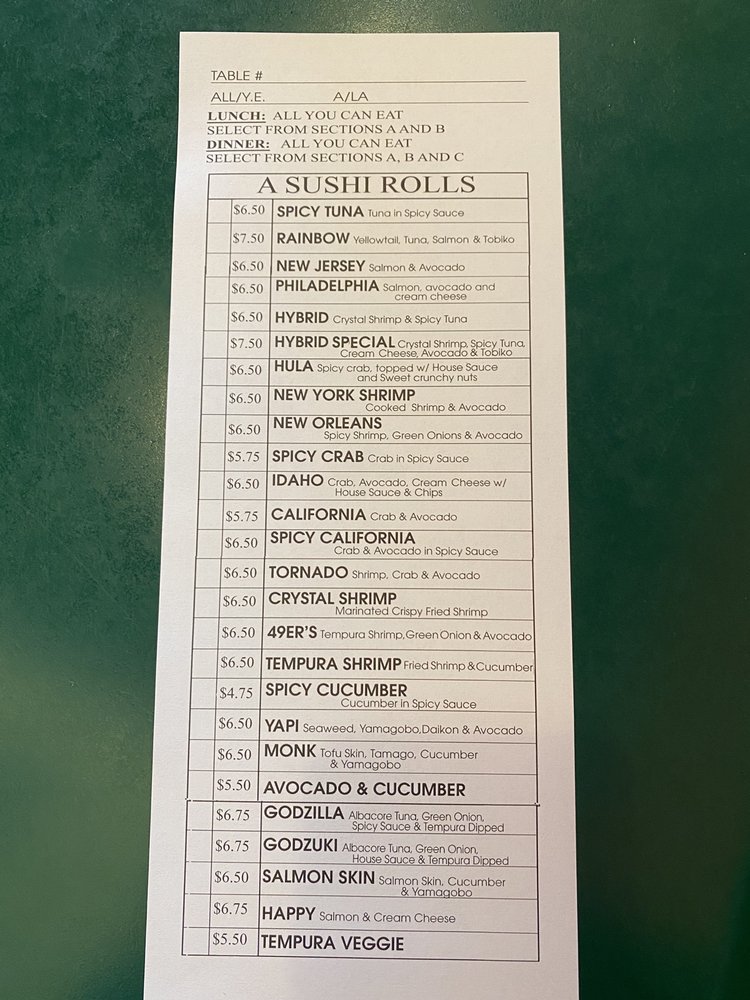 TABLE #
ALL/Y.E. A/LA
LUNCH: ALL YOU CAN EAT
SELECT FROM SECTIONS A AND B
DINNER: ALL YOU CAN EAT
SELECT FROM SECTIONS A, B AND C
A SUSHI ROLLS
$6.50 SPICY TUNA Tuna in Spicy Sauce
$7.50 RAINBOW Yellowtail, Tuna, Salmon & Tobiko
$6.50 NEW JERSEY Salmon & Avocado
$6.50 PHILADELPHIA Salmon, avocado and
cream cheese
$6.50 HYBRID Crystal Shrimp & Spicy Tuna
$7.50 HYBRID SPECIAL Crystal Shrimp, Spicy Tuna,
Cream Cheese, Avocado & Tobiko
$6.50 HULA Spicy crab, topped w/ House Sauce
and Sweet crunchy nuts
$6.50 NEW YORK SHRIMP
Cooked Shrimp & Avocado
$6.50 NEW ORLEANS
Spicy Shrimp, Green Onions & Avocado
$5.75 SPICY CRAB Crab in Spicy Sauce
$6.50 IDAHO Crab, Avocado, Cream Cheese w/
House Sauce & Chips
$5.75 CALIFORNIA Crab & Avocado
$6.50 SPICY CALIFORNIA
Crab & Avocado in Spicy Sauce
$6.50 TORNADO Shrimp, Crab & Avocado
$6.50 CRYSTAL SHRIMP
Marinated Crispy Fried Shrimp
$6.50 49ER'S Tempura Shrimp, Green Onion & Avocado
$6.50 TEMPURA SHRIMP Fried Shrimp & Cucumber
$4.75 SPICY CUCUMBER
Cucumber in Spicy Sauce
$6.50 YAPI Seaweed, Yamagobo, Daikon & Avocado
$6.50 MONK Tofu Skin, Tamago, Cucumber
& Yamagobo
$5.50 AVOCADO & CUCUMBER
$6.75 GODZILLA Albacore Tuna, Green Onion,
Spicy Sauce & Tempura Dipped
$6.75 GODZUKI Albacore Tuna, Green Onion,
House Sauce & Tempura Dipped
$6.50 SALMON SKIN Salmon Skin, Cucumber
& Yamagobo
$6.75 HAPPY Salmon & Cream Cheese
$5.50 TEMPURA VEGGIE